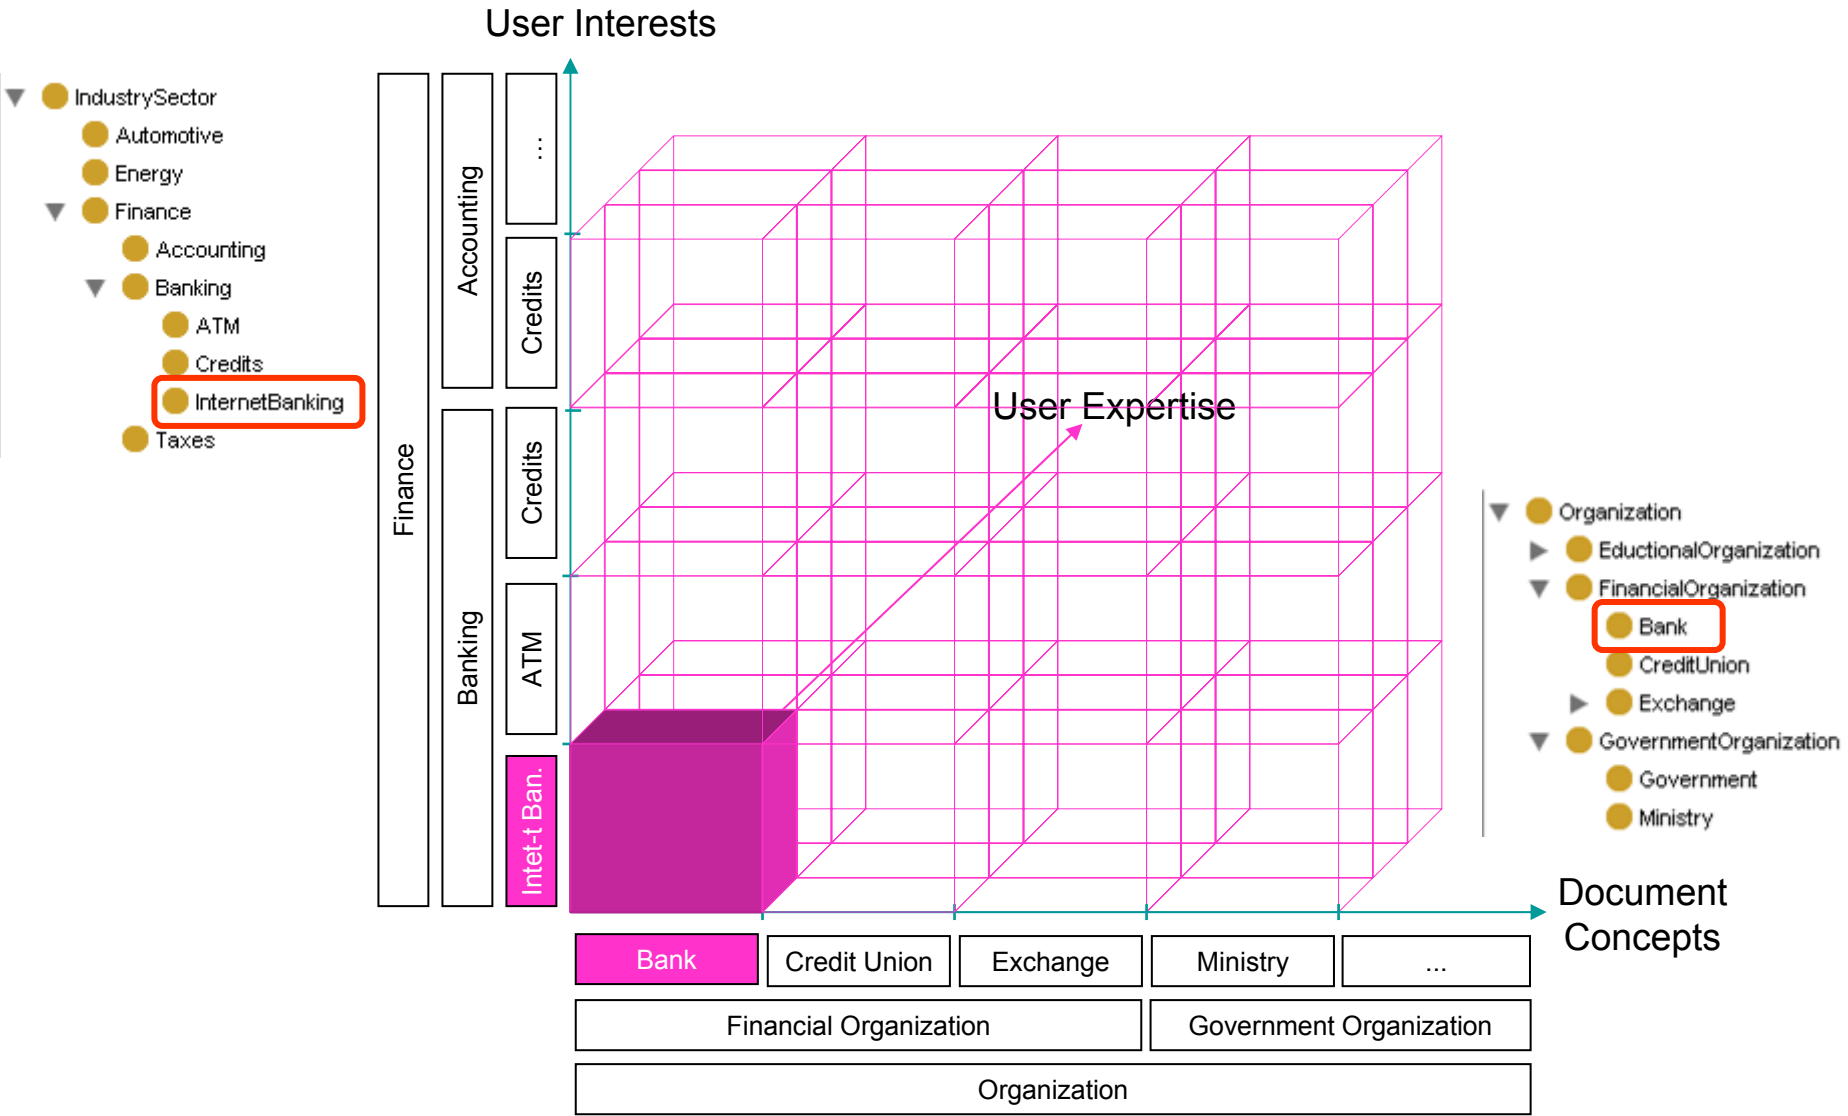 User Interests
IndustrySector
Automotive
Energy
Finance
Accounting
Banking
ATM
Credits
InternetBanking
Taxes
Finance
Accounting
Banking
...
Credits
Credits
ATM
Intet-t Ban.
User Expertise
Organization
EductionalOrganization
FinancialOrganization
Bank
CreditUnion
Exchange
GovernmentOrganization
Government
Ministry
Document
Concepts
Bank
Credit Union
Exchange
Ministry
...
Financial Organization
Government Organization
Organization